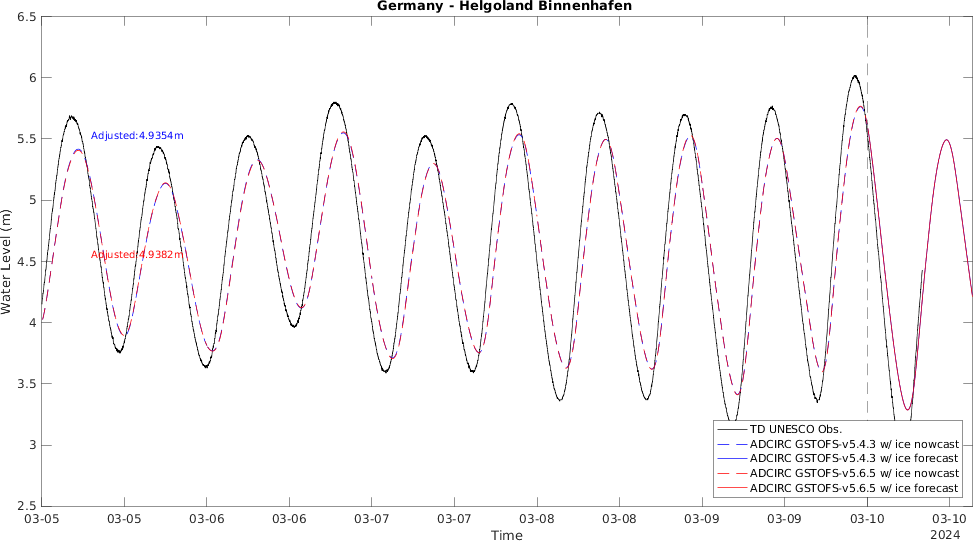 Germany - Helgoland Binnenhafen
6.5
6
5.5
5
4.5
4
3.5
3
2.5
Water Level (m)
Adjusted:4.9354m
Adjusted:4.9382m
TD UNESCO Obs.
ADCIRC GSTOFS-v5.4.3 w/ ice nowcast
ADCIRC GSTOFS-v5.4.3 w/ ice forecast
ADCIRC GSTOFS-v5.6.5 w/ ice nowcast
ADCIRC GSTOFS-v5.6.5 w/ ice forecast
03-05 03-05 03-06 03-06 03-07 03-07 03-08 03-08 03-09 03-09 03-10 03-10
2024
Time